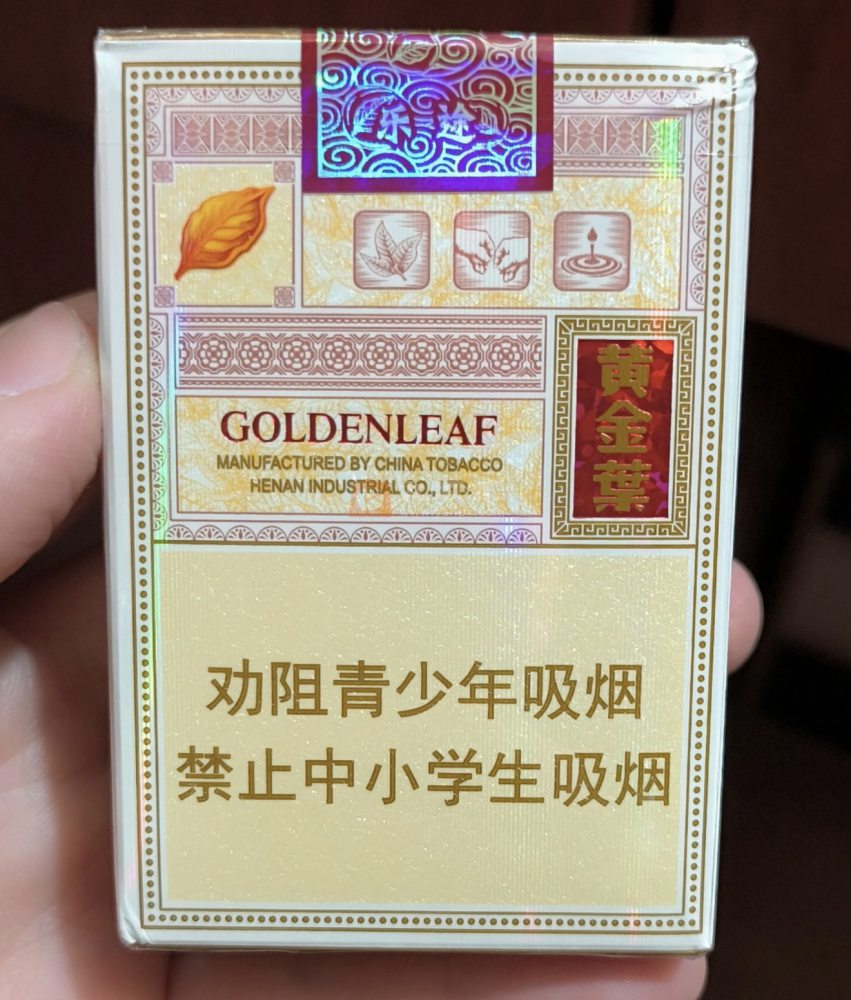 乐途
GOLDENLEAF
MANUFACTURED BY CHINA TOBACCO
HENAN INDUSTRIAL CO., LTD.
黄金葉
劝阻青少年吸烟
禁止中小学生吸烟